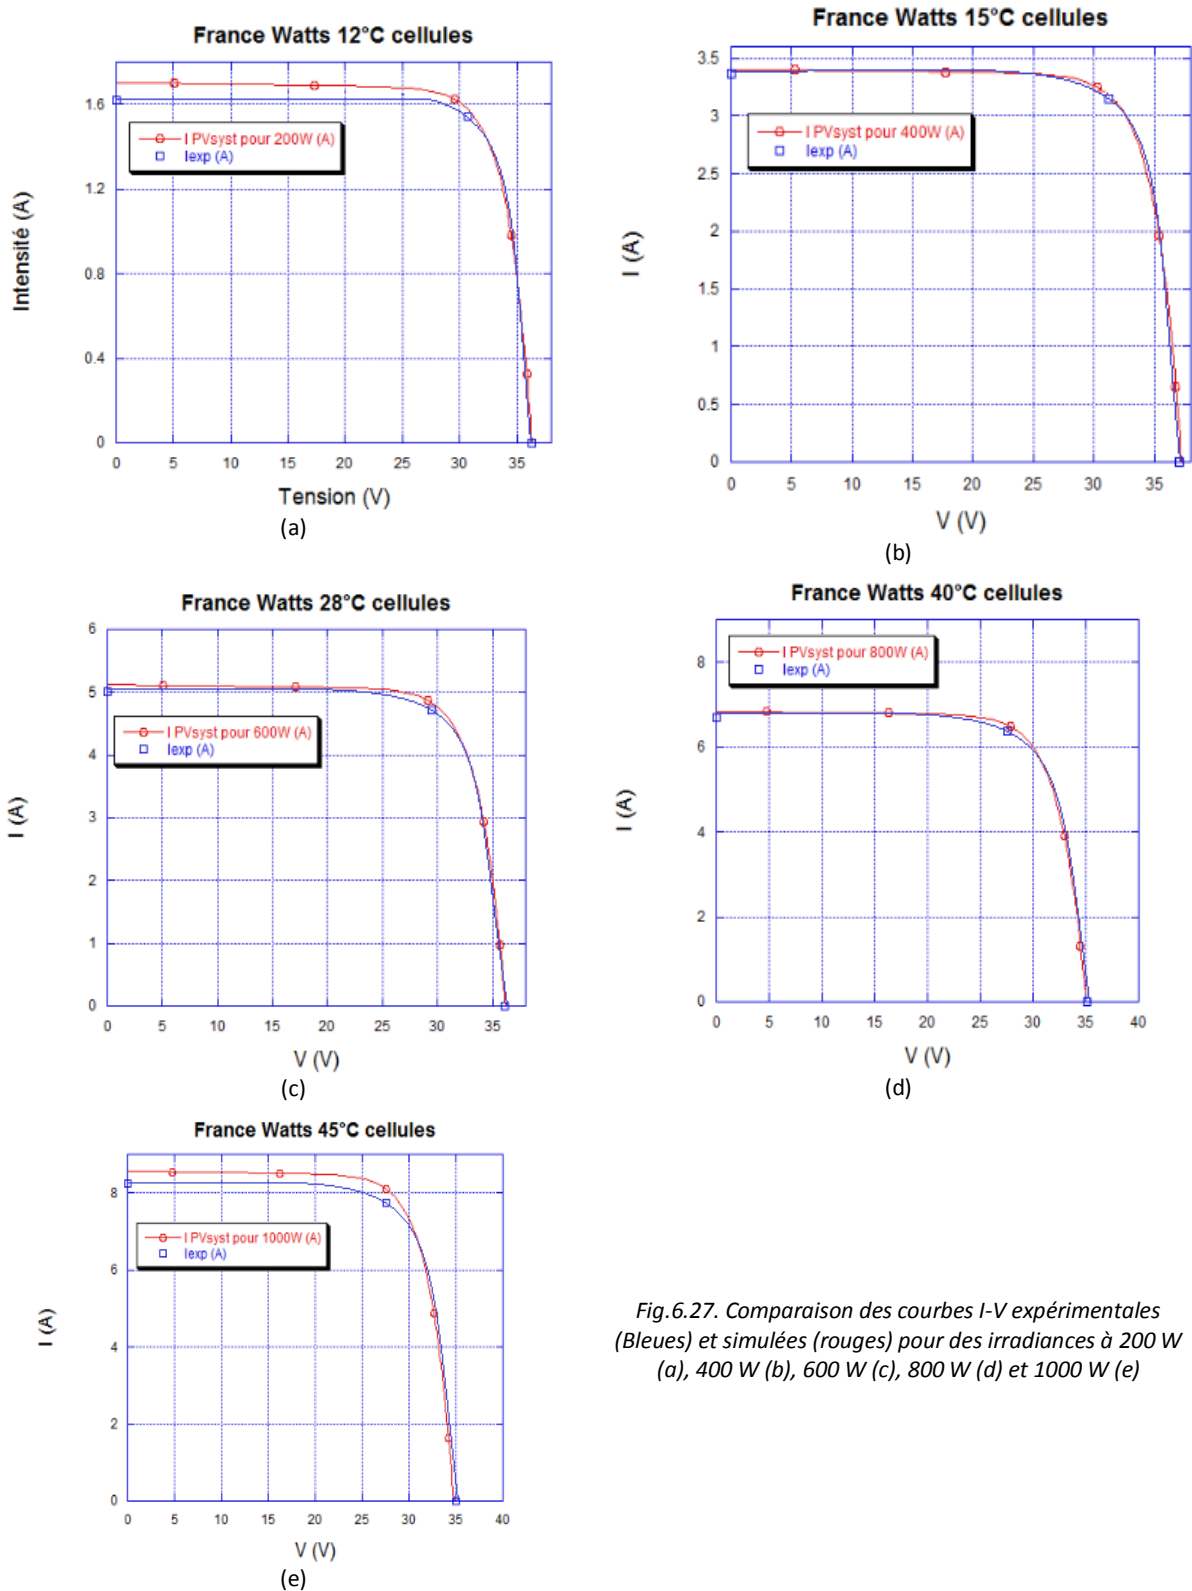 France Watts 12°C cellules
1.6
1.2
0.8
0.4
0
Intensité (A)
I PVsyst pour 200W (A)
Iexp (A)
0 5 10 15 20 25 30 35
Tension (V)
(a)
France Watts 15°C cellules
3.5
3
2.5
2
1.5
1
0.5
0
I (A)
I PVsyst pour 400W (A)
Iexp (A)
0 5 10 15 20 25 30 35
V (V)
(b)
France Watts 28°C cellules
6
5
4
3
2
1
0
I (A)
I PVsyst pour 600W (A)
Iexp (A)
0 5 10 15 20 25 30 35
V (V)
(c)
France Watts 40°C cellules
8
6
4
2
0
I (A)
I PVsyst pour 800W (A)
Iexp (A)
0 5 10 15 20 25 30 35 40
V (V)
(d)
France Watts 45°C cellules
8
6
4
2
0
I (A)
I PVsyst pour 1000W (A)
Iexp (A)
0 5 10 15 20 25 30 35 40
V (V)
(e)
Fig.6.27. Comparaison des courbes I-V expérimentales
(Bleues) et simulées (rouges) pour des irradiances à 200 W
(a), 400 W (b), 600 W (c), 800 W (d) et 1000 W (e)